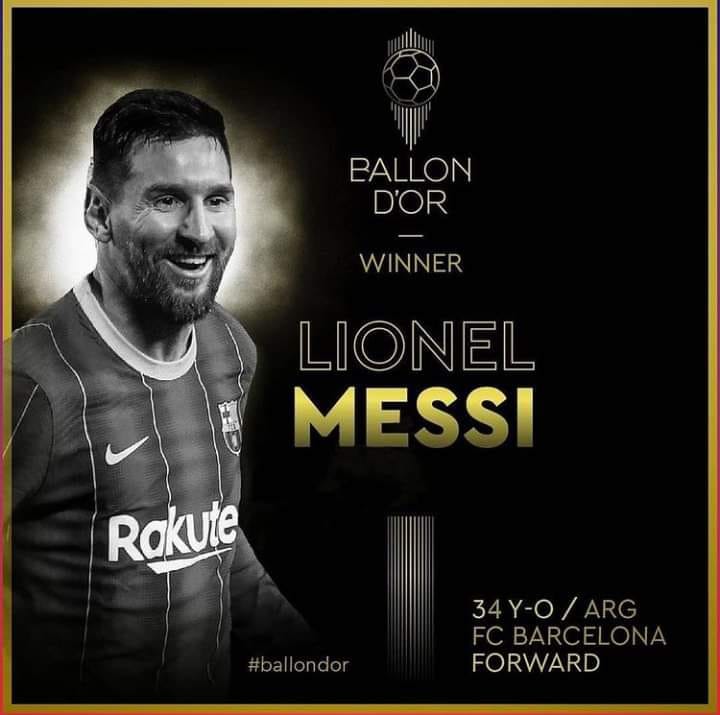 BALLON
D'OR
WINNER
LIONEL
MESSI
Rakute
34 Y-O / ARG
FC BARCELONA
FORWARD
#ballondor